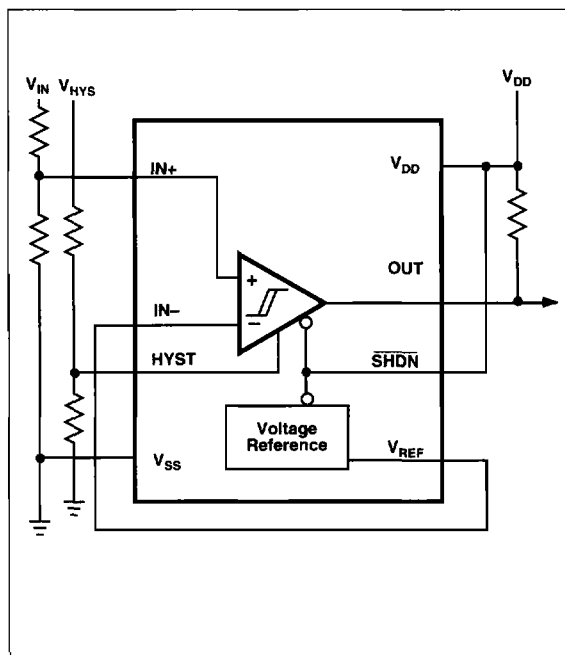 V_IN V_HYS V_DD
IN+ V_DD
OUT
+
IN– –
HYST SHDN
Voltage
Reference
V_SS V_REF